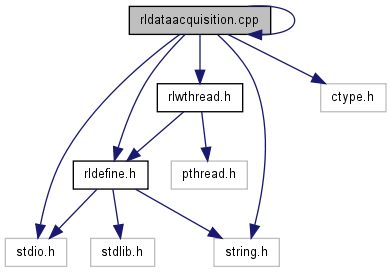 rldataacquisition.cpp
rlwthread.h
ctype.h
rldefine.h
pthread.h
stdio.h
stdlib.h
string.h